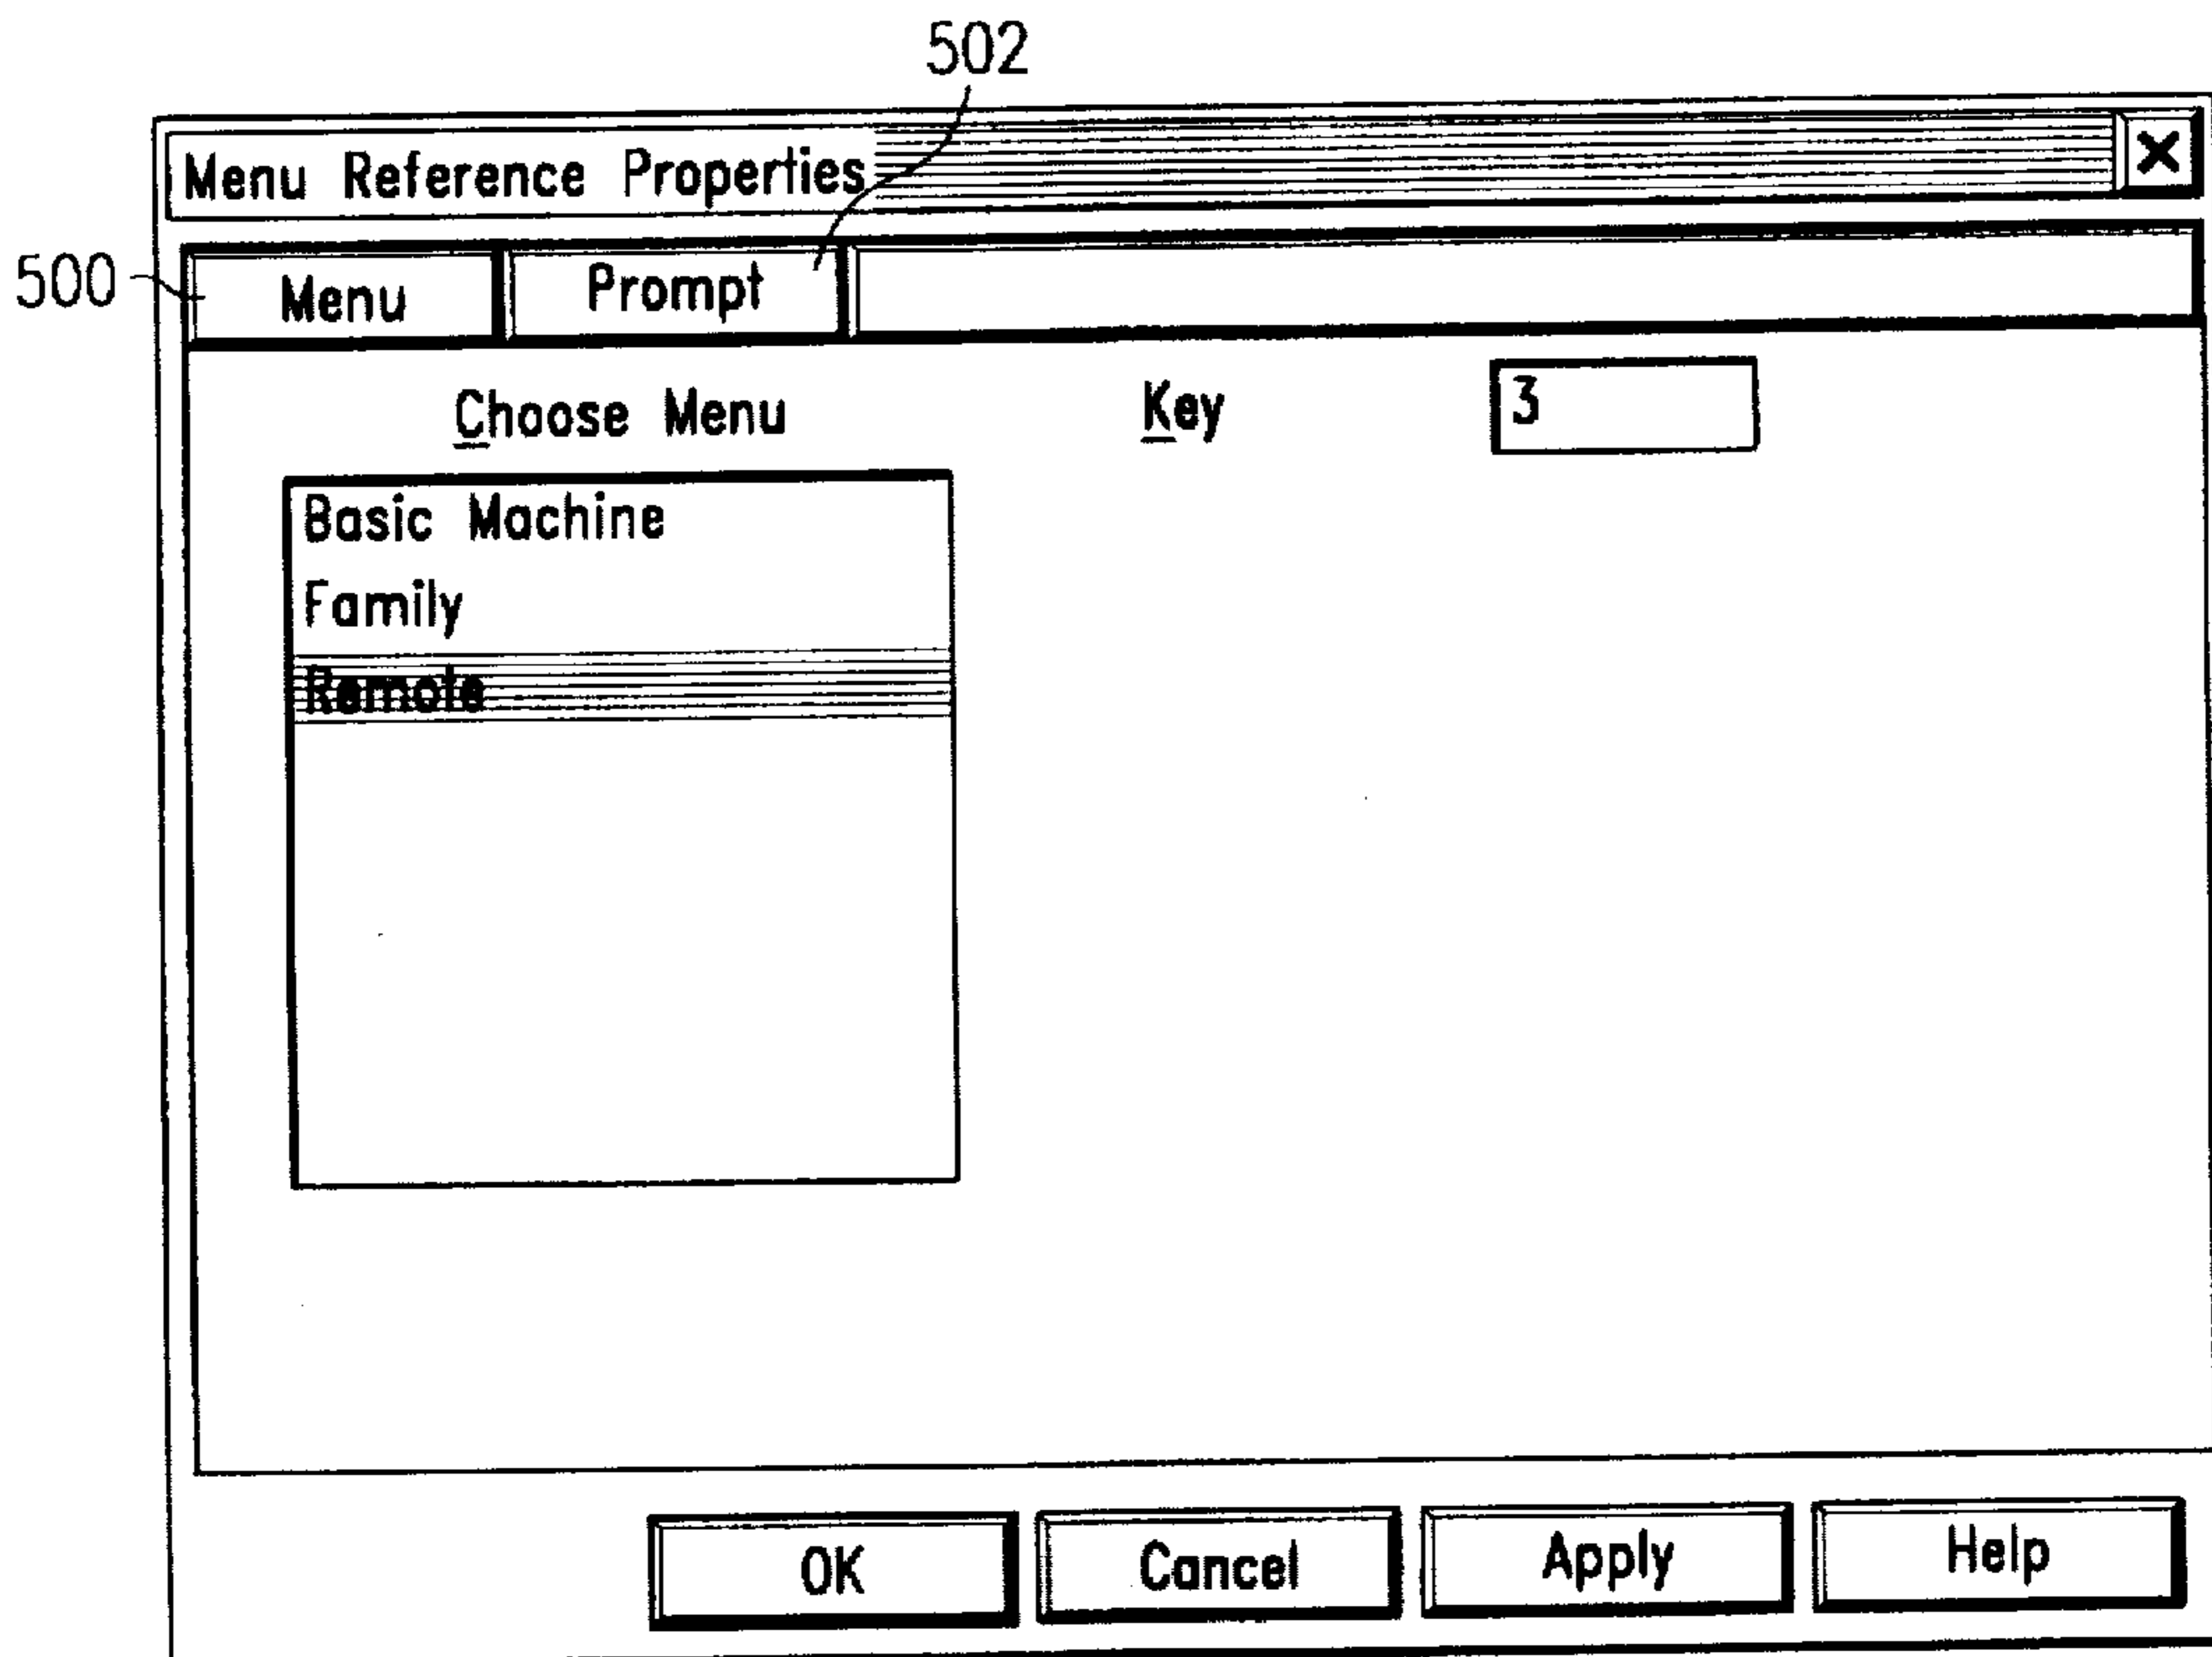 502
Menu Reference Properties
500
Menu Prompt
Choose Menu Key 3
Basic Machine
Family
Remote
OK Cancel Apply Help